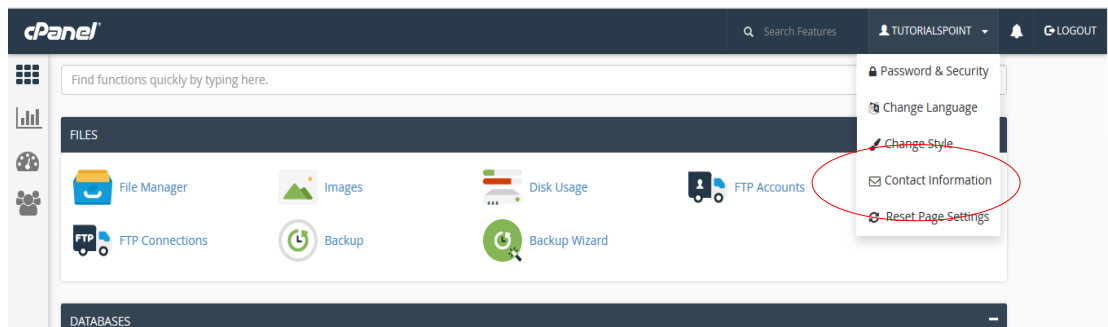 cPanel
Search Features
TUTORIALSPOINT
LOGOUT
Find functions quickly by typing here.
Password & Security
Change Language
Change Style
Contact Information
Reset Page Settings
FILES
File Manager
Images
Disk Usage
FTP Accounts
FTP
FTP Connections
Backup
Backup Wizard
DATABASES